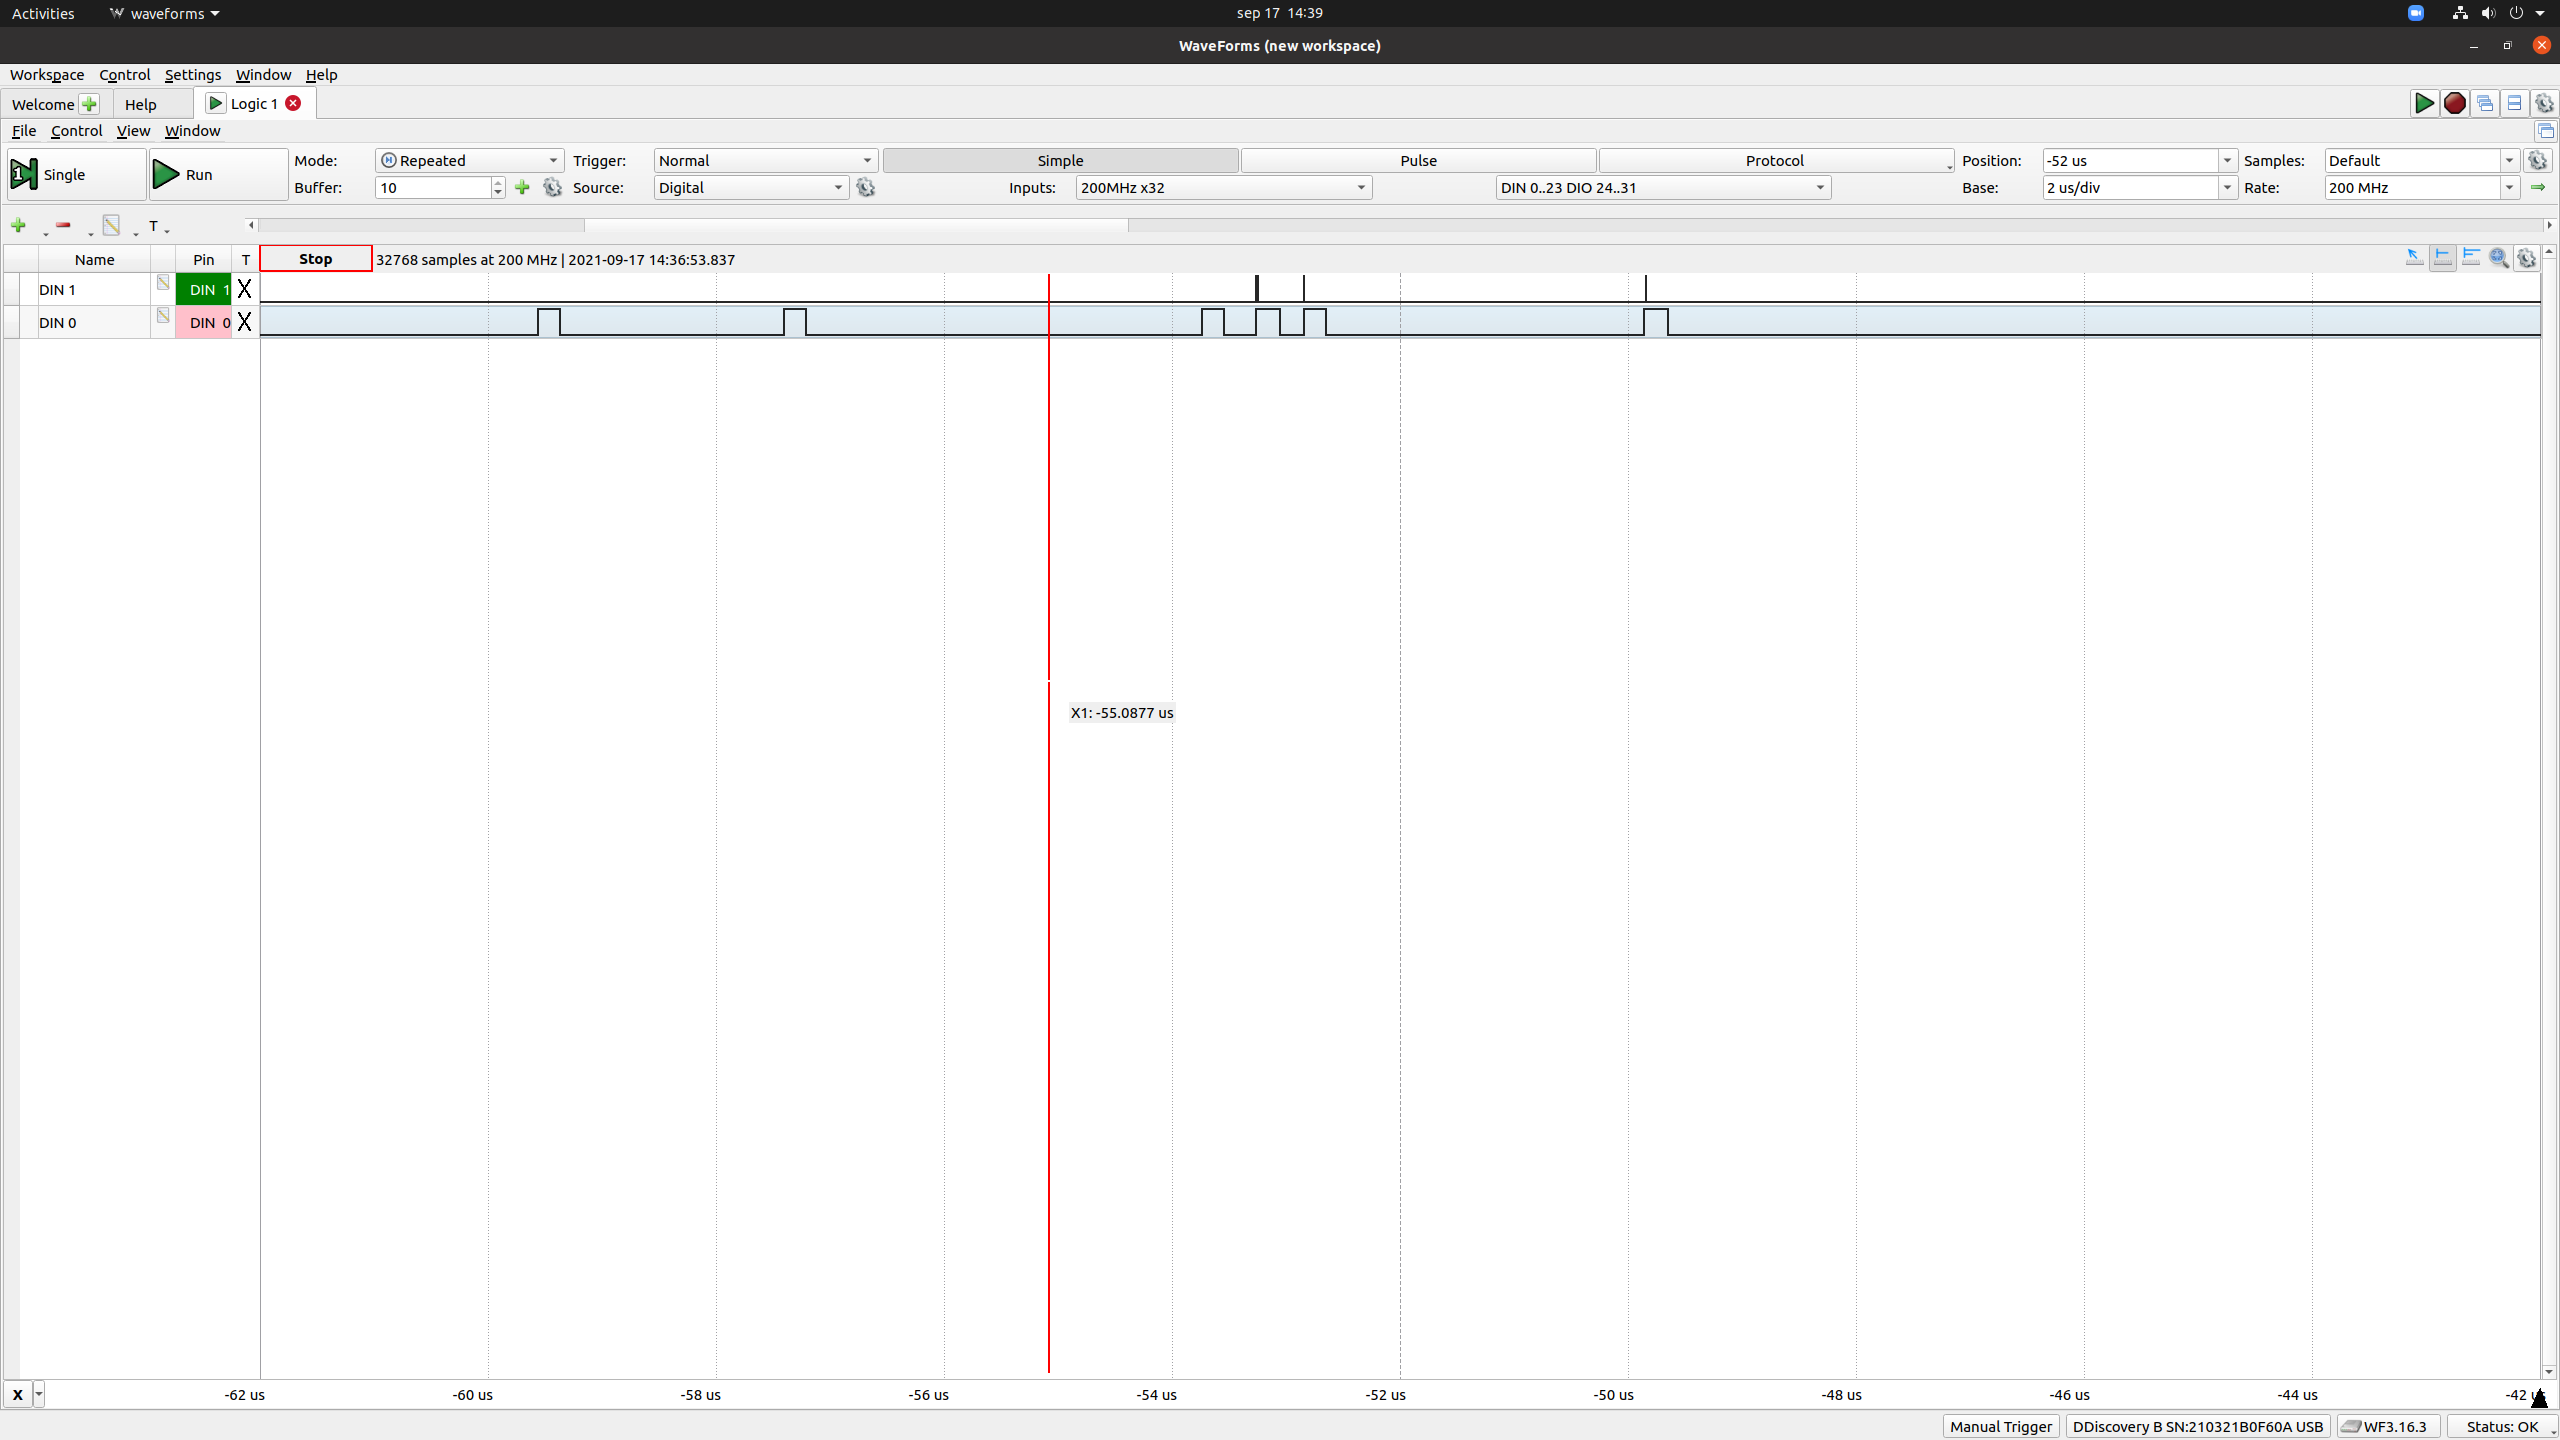 Activities waveforms sep 17 14:39
WaveForms (new workspace)
Workspace Control Settings Window Help
Welcome Help Logic 1
File Control View Window
Single Run Mode: Repeated Trigger: Normal Simple Pulse Protocol Position: -52 us Samples: Default
Buffer: 10 Source: Digital Inputs: 200MHz x32 DIN 0..23 DIO 24..31 Base: 2 us/div Rate: 200 MHz
T
Name Pin T Stop 32768 samples at 200 MHz | 2021-09-17 14:36:53.837
DIN 1 DIN 1 X
DIN 0 DIN 0 X
X1: -55.0877 us
X -62 us -60 us -58 us -56 us -54 us -52 us -50 us -48 us -46 us -44 us -42 us
Manual Trigger DDiscovery B SN:210321B0F60A USB WF3.16.3 Status: OK